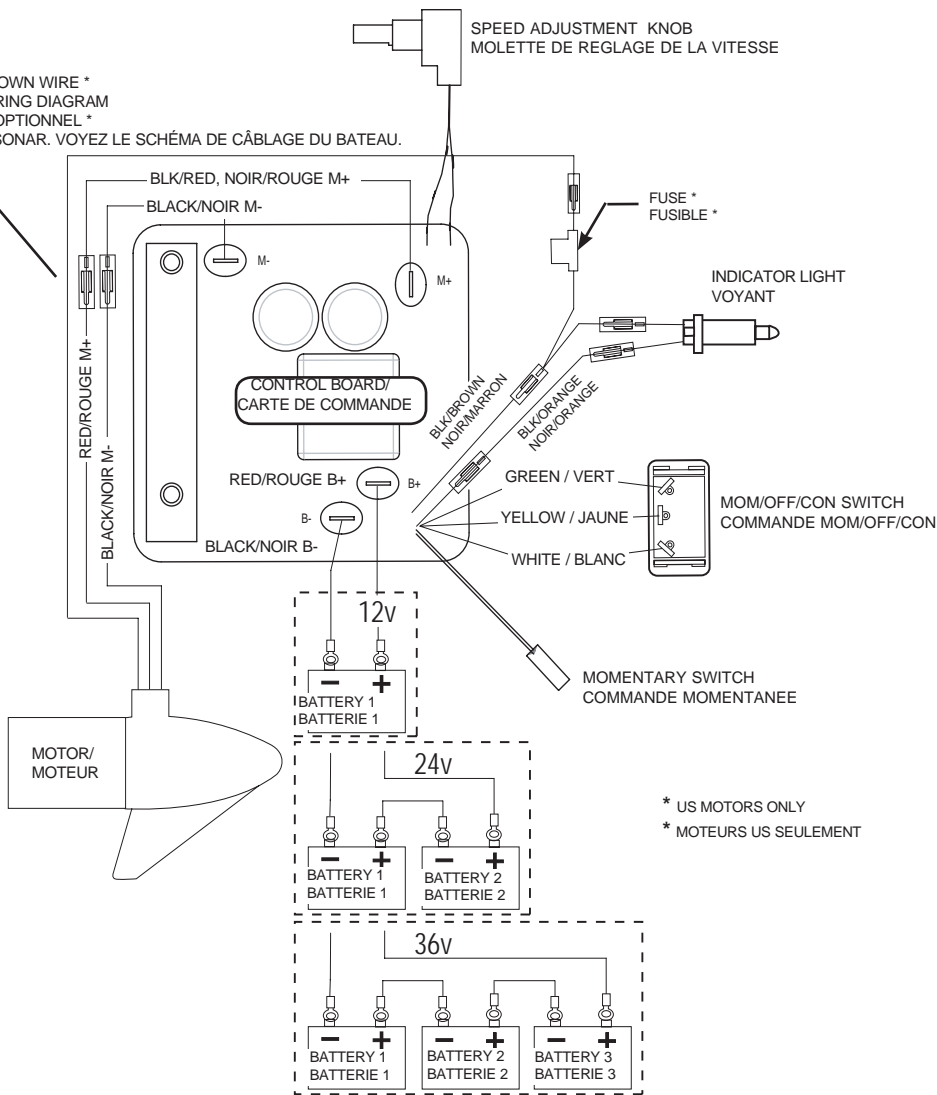 SPEED ADJUSTMENT KNOB
MOLETTE DE REGLAGE DE LA VITESSE
WIRE *
DIAGRAM
OPTIONNEL *
SONAR. VOYEZ LE SCHÉMA DE CÂBLAGE DU BATEAU.
BLK/RED, NOIR/ROUGE M+
BLACK/NOIR M-
M-
M+
FUSE *
FUSIBLE *
INDICATOR LIGHT
VOYANT
RED/ROUGE M+
BLACK/NOIR M-
CONTROL BOARD/
CARTE DE COMMANDE
BLK/BROWN
NOIR/MARRON
BLK/ORANGE
NOIR/ORANGE
RED/ROUGE B+
B+
B-
BLACK/NOIR B-
GREEN / VERT
YELLOW / JAUNE
WHITE / BLANC
MOM/OFF/CON SWITCH
COMMANDE MOM/OFF/CON
MOMENTARY SWITCH
COMMANDE MOMENTANEE
12v
− +
BATTERY 1
BATTERIE 1
MOTOR/
MOTEUR
24v
− + − +
BATTERY 1 BATTERY 2
BATTERIE 1 BATTERIE 2
* US MOTORS ONLY
* MOTEURS US SEULEMENT
36v
− + − + − +
BATTERY 1 BATTERY 2 BATTERY 3
BATTERIE 1 BATTERIE 2 BATTERIE 3